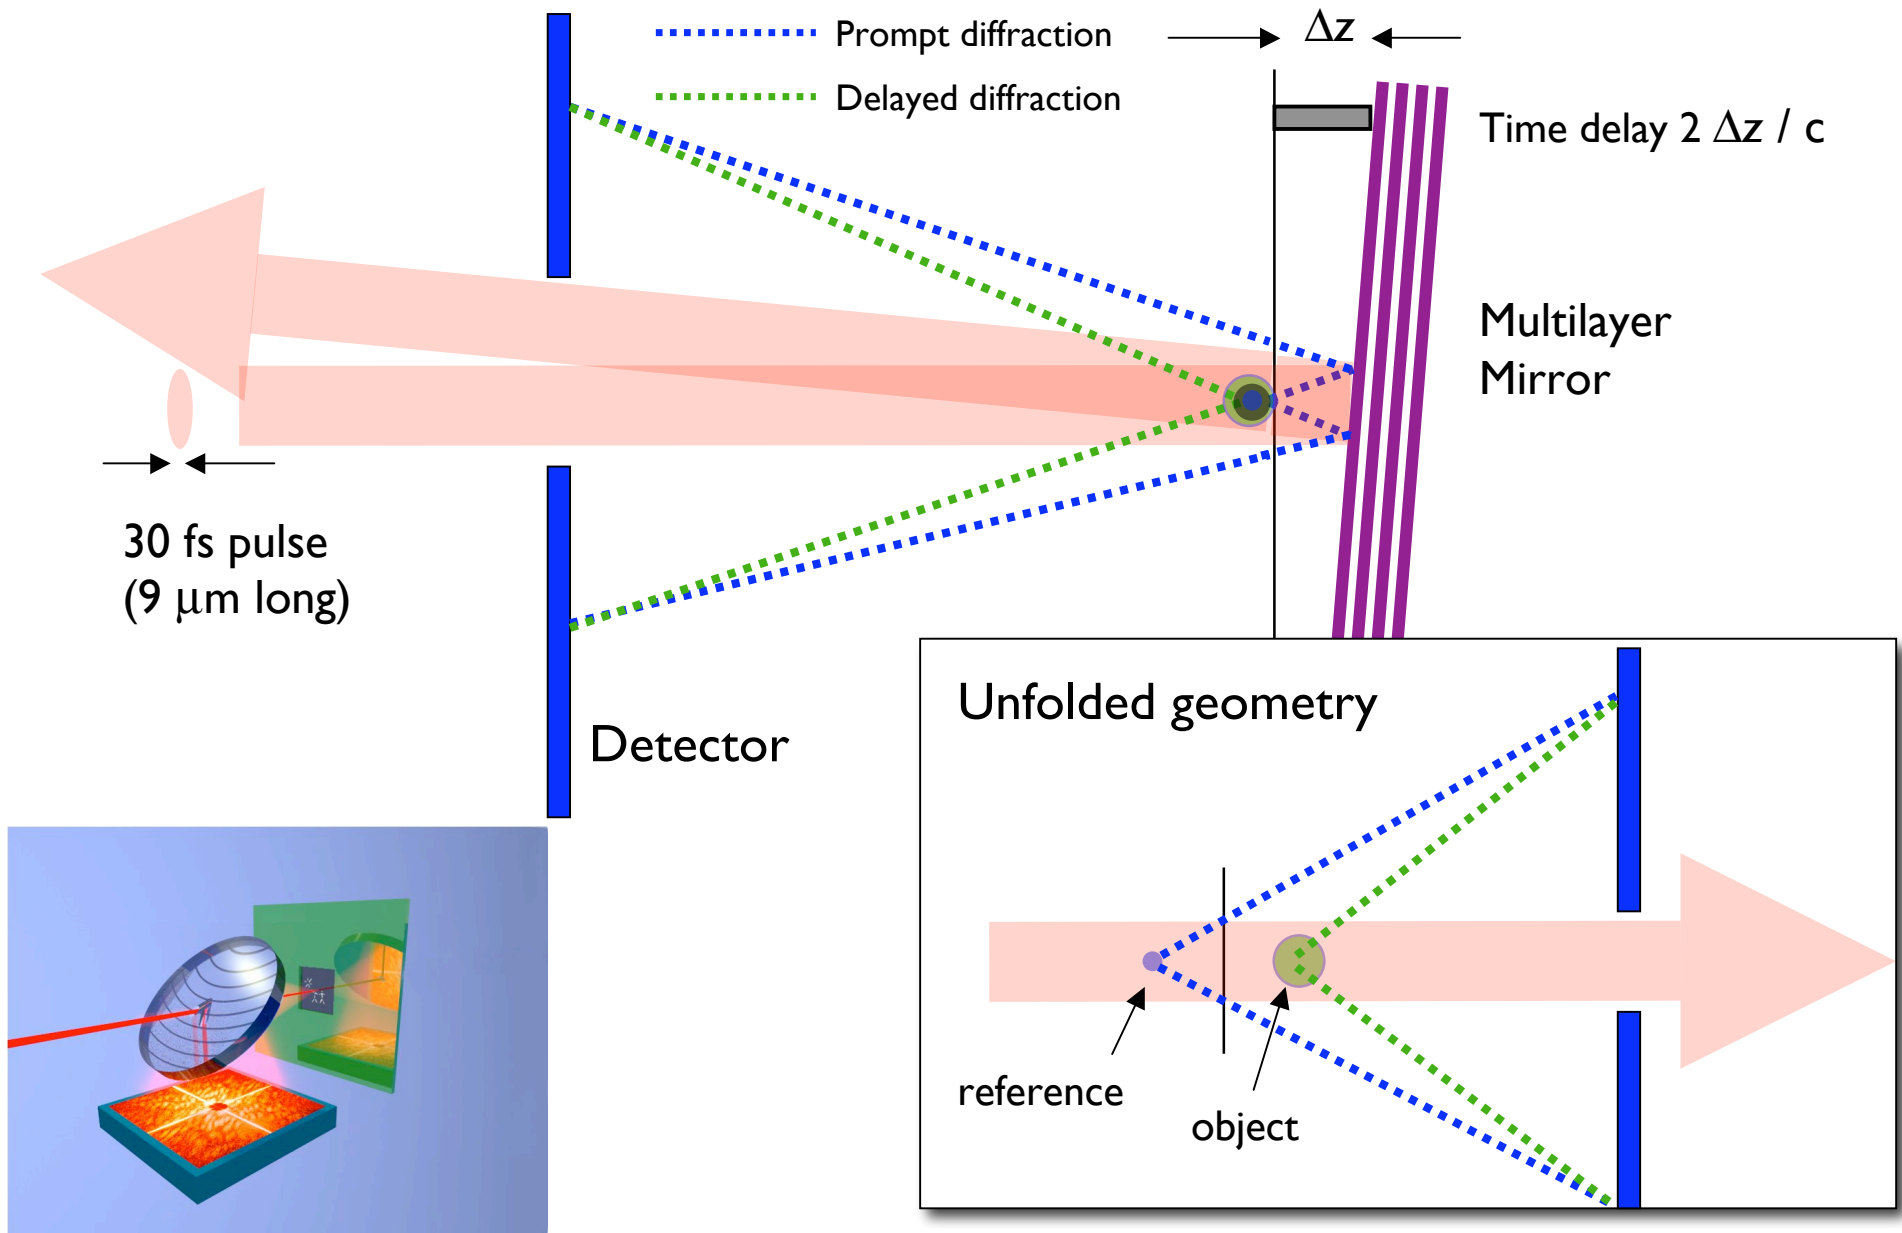 Prompt diffraction
Delayed diffraction
Δz
Time delay 2 Δz / c
Multilayer
Mirror
30 fs pulse
(9 μm long)
Detector
Unfolded geometry
reference
object